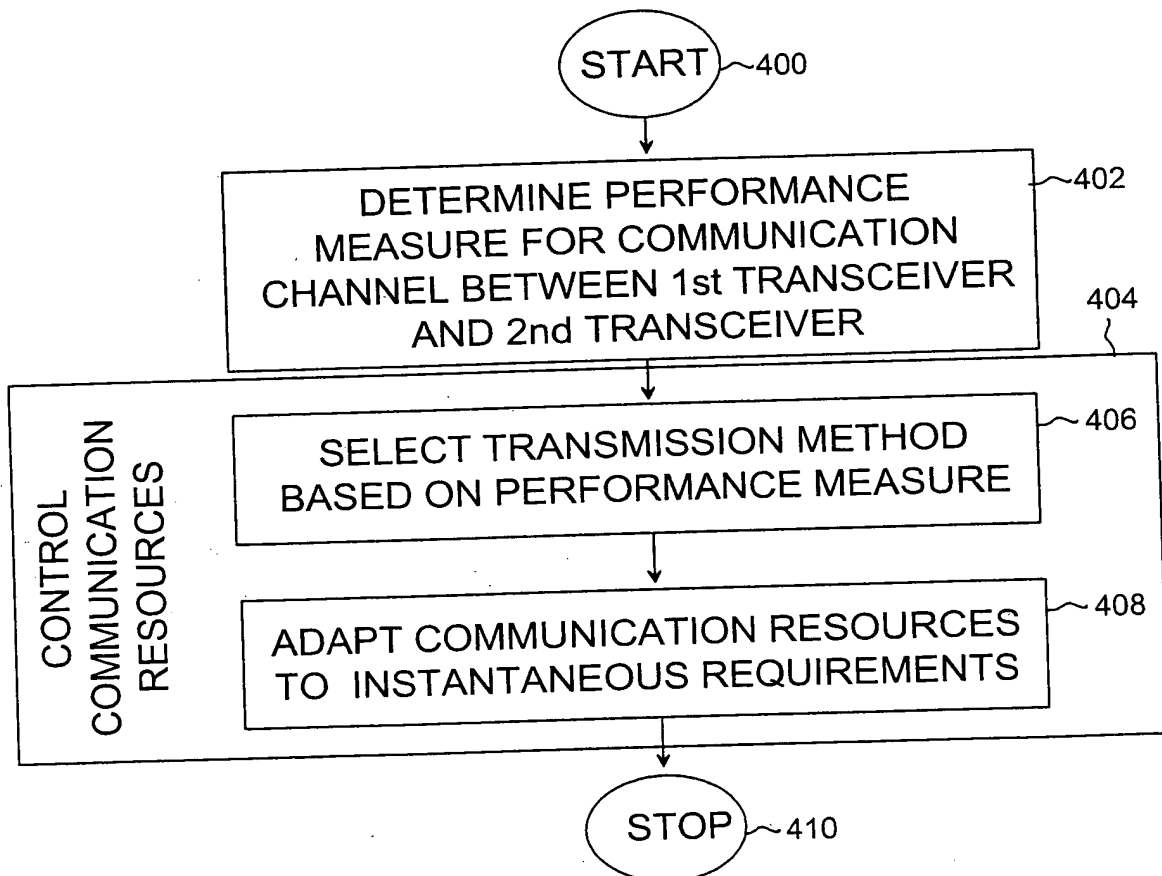 START
400
DETERMINE PERFORMANCE
MEASURE FOR COMMUNICATION
CHANNEL BETWEEN 1st TRANSCEIVER
AND 2nd TRANSCEIVER
402
404
CONTROL
COMMUNICATION
RESOURCES
SELECT TRANSMISSION METHOD
BASED ON PERFORMANCE MEASURE
406
ADAPT COMMUNICATION RESOURCES
TO INSTANTANEOUS REQUIREMENTS
408
STOP
410